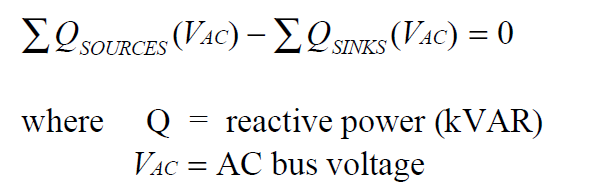 ∑Q_SOURCES (V_AC) – ∑Q_SINKS (V_AC) = 0
where Q = reactive power (kVAR)
V_AC = AC bus voltage